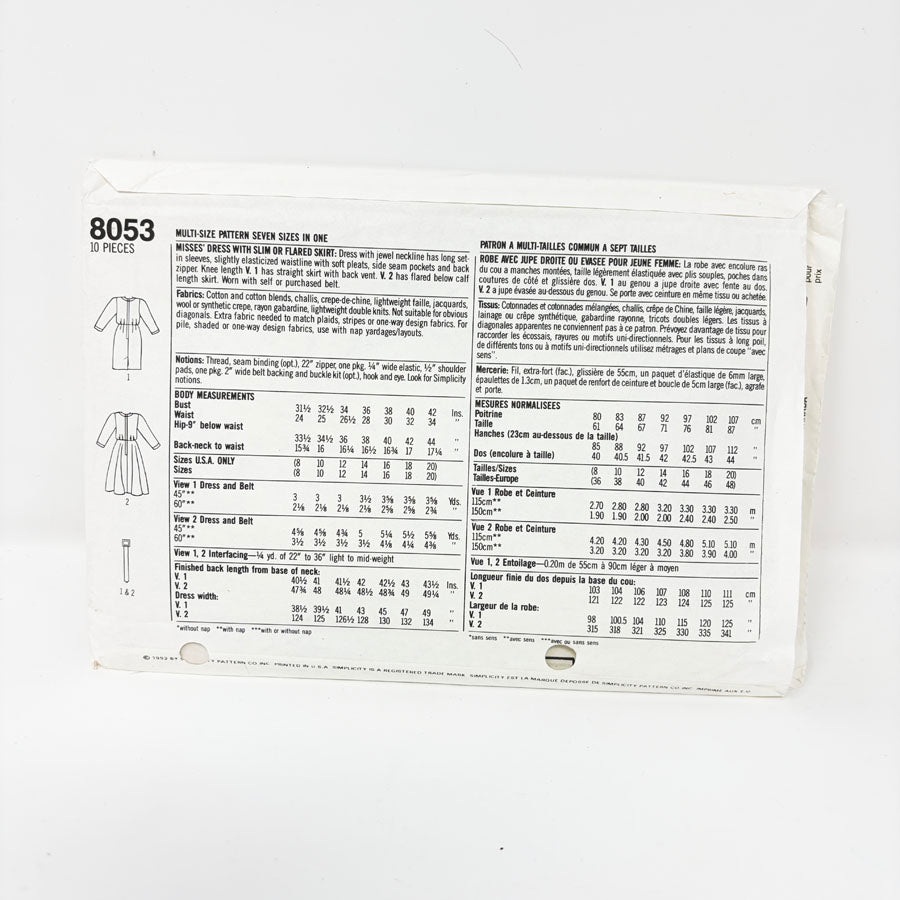 8053
10 PIECES
1
2
1 & 2
MULTI-SIZE PATTERN SEVEN SIZES IN ONE
MISSES' DRESS WITH SLIM OR FLARED SKIRT: Dress with jewel neckline has long set-
in sleeves, slightly elasticized waistline with soft pleats, side seam pockets and back
zipper. Knee length V. 1 has straight skirt with back vent. V. 2 has flared below calf
length skirt. Worn with self or purchased belt.
Fabrics: Cotton and cotton blends, challis, crepe-de-chine, lightweight faille, jacquards,
wool or synthetic crepe, rayon gabardine, lightweight double knits. Not suitable for obvious
diagonals. Extra fabric needed to match plaids, stripes or one-way design fabrics. For
pile, shaded or one-way design fabrics, use with nap yardages/layouts.
Notions: Thread, seam binding (opt.), 22" zipper, one pkg. ¼" wide elastic, ½" shoulder
pads, one pkg. 2" wide belt backing and buckle kit (opt.), hook and eye. Look for Simplicity
notions.
BODY MEASUREMENTS
Bust 31½ 32½ 34 36 38 40 42 Ins.
Waist 24 25 26½ 28 30 32 34 "
Hip-9" below waist
33½ 34½ 36 38 40 42 44 "
Back-neck to waist 15¾ 16 16¼ 16½ 16¾ 17 17¼ "
Sizes U.S.A. ONLY (8 10 12 14 16 18 20)
Sizes (8 10 12 14 16 18 20)
View 1 Dress and Belt
45"** 3 3 3 3½ 3⅝ 3⅝ 3⅝ Yds.
60"** 2⅛ 2⅛ 2⅛ 2⅛ 2⅝ 2⅝ 2¾ "
View 2 Dress and Belt
45"** 4⅝ 4⅝ 4¾ 5 5¼ 5½ 5⅝ Yds.
60"** 3½ 3½ 3½ 3½ 4⅛ 4¼ 4⅜ "
View 1, 2 Interfacing—¼ yd. of 22" to 36" light to mid-weight
Finished back length from base of neck:
V. 1 40½ 41 41½ 42 42½ 43 43½ Ins.
V. 2 47¾ 48 48¼ 48½ 48¾ 49 49¼ "
Dress width:
V. 1 38½ 39½ 41 43 45 47 49 "
V. 2 124 125 126½ 128 130 132 134 "
*without nap **with nap ***with or without nap
PATRON A MULTI-TAILLES COMMUN A SEPT TAILLES
ROBE AVEC JUPE DROITE OU EVASEE POUR JEUNE FEMME: La robe avec encolure ras
du cou a manches montées, taille légèrement élastiquée avec plis souples, poches dans
coutures de côté et glissière dos. V. 1 au genou a jupe droite avec fente au dos.
V. 2 a jupe évasée au-dessous du genou. Se porte avec ceinture en même tissu ou achetée.
Tissus: Cotonnades et cotonnades mélangées, challis, crêpe de Chine, faille légère, jacquards,
lainage ou crêpe synthétique, gabardine rayonne, tricots doubles légers. Les tissus à
diagonales apparentes ne conviennent pas à ce patron. Prévoyez davantage de tissu pour
raccorder les écossais, rayures ou motifs uni-directionnels. Pour les tissus à long poil,
de différents tons ou à motifs uni-directionnels utilisez métrages et plans de coupe "avec
sens".
Mercerie: Fil, extra-fort (fac.), glissière de 55cm, un paquet d'élastique de 6mm large,
épaulettes de 1.3cm, un paquet de renfort de ceinture et boucle de 5cm large (fac.), agrafe
et porte.
MESURES NORMALISEES
Poitrine 80 83 87 92 97 102 107 cm
Taille 61 64 67 71 76 81 87 "
Hanches (23cm au-dessous de la taille)
85 88 92 97 102 107 112 "
Dos (encolure à taille) 40 40.5 41.5 42 42.5 43 44 "
Tailles/Sizes (8 10 12 14 16 18 20)
Tailles-Europe (36 38 40 42 44 46 48)
Vue 1 Robe et Ceinture
115cm** 2.70 2.80 2.80 3.20 3.30 3.30 3.30 m
150cm** 1.90 1.90 2.00 2.00 2.40 2.40 2.50 "
Vue 2 Robe et Ceinture
115cm** 4.20 4.20 4.30 4.50 4.80 5.10 5.10 m
150cm** 3.20 3.20 3.20 3.20 3.80 3.90 4.00 "
Vue 1, 2 Entoilage—0.20m de 55cm à 90cm léger à moyen
Longueur finie du dos depuis la base du cou:
V. 1 103 104 106 107 108 110 111 cm
V. 2 121 122 122 123 124 125 125 "
Largeur de la robe:
V. 1 98 100.5 104 110 115 120 125 "
V. 2 315 318 321 325 330 335 341 "
*sans sens **avec sens ***avec ou sans sens
pour
prix
© 1992 BY PATTERN CO INC. PRINTED IN U.S.A. SIMPLICITY IS A REGISTERED TRADE MARK. SIMPLICITY EST LA MARQUE DEPOSEE DE SIMPLICITY PATTERN CO INC. IMPRIME AUX E.U.